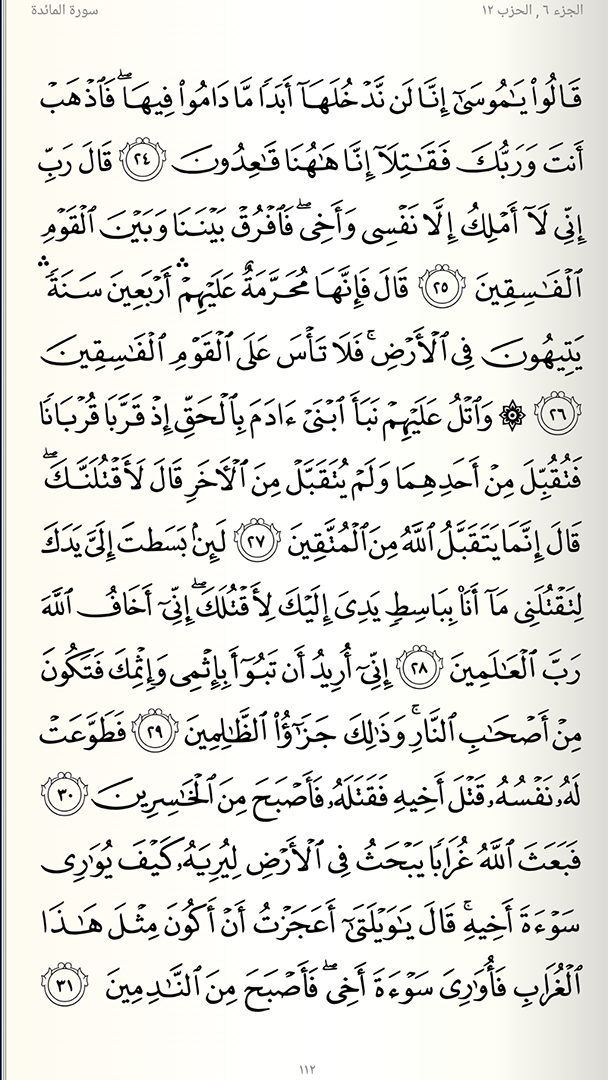 الجزء ٦ , الحزب ١٢
سورة المائدة
قَالُوا۟ يَـٰمُوسَىٰٓ إِنَّا لَن نَّدْخُلَهَآ أَبَدًا مَّا دَامُوا۟ فِيهَا ۖ فَٱذْهَبْ
أَنتَ وَرَبُّكَ فَقَـٰتِلَآ إِنَّا هَـٰهُنَا قَـٰعِدُونَ ٢٤ قَالَ رَبِّ
إِنِّى لَآ أَمْلِكُ إِلَّا نَفْسِى وَأَخِى ۖ فَٱفْرُقْ بَيْنَنَا وَبَيْنَ ٱلْقَوْمِ
ٱلْفَـٰسِقِينَ ٢٥ قَالَ فَإِنَّهَا مُحَرَّمَةٌ عَلَيْهِمْ ۛ أَرْبَعِينَ سَنَةً ۛ
يَتِيهُونَ فِى ٱلْأَرْضِ ۚ فَلَا تَأْسَ عَلَى ٱلْقَوْمِ ٱلْفَـٰسِقِينَ
٢٦ ۞ وَٱتْلُ عَلَيْهِمْ نَبَأَ ٱبْنَىْ ءَادَمَ بِٱلْحَقِّ إِذْ قَرَّبَا قُرْبَانًا
فَتُقُبِّلَ مِنْ أَحَدِهِمَا وَلَمْ يُتَقَبَّلْ مِنَ ٱلْـَٔاخَرِ قَالَ لَأَقْتُلَنَّكَ ۖ
قَالَ إِنَّمَا يَتَقَبَّلُ ٱللَّهُ مِنَ ٱلْمُتَّقِينَ ٢٧ لَئِنۢ بَسَطتَ إِلَىَّ يَدَكَ
لِتَقْتُلَنِى مَآ أَنَا۠ بِبَاسِطٍ يَدِىَ إِلَيْكَ لِأَقْتُلَكَ ۖ إِنِّىٓ أَخَافُ ٱللَّهَ
رَبَّ ٱلْعَـٰلَمِينَ ٢٨ إِنِّىٓ أُرِيدُ أَن تَبُوٓأَ بِإِثْمِى وَإِثْمِكَ فَتَكُونَ
مِنْ أَصْحَـٰبِ ٱلنَّارِ ۚ وَذَٰلِكَ جَزَٰٓؤُا۟ ٱلظَّـٰلِمِينَ ٢٩ فَطَوَّعَتْ
لَهُۥ نَفْسُهُۥ قَتْلَ أَخِيهِ فَقَتَلَهُۥ فَأَصْبَحَ مِنَ ٱلْخَـٰسِرِينَ ٣٠
فَبَعَثَ ٱللَّهُ غُرَابًا يَبْحَثُ فِى ٱلْأَرْضِ لِيُرِيَهُۥ كَيْفَ يُوَٰرِى
سَوْءَةَ أَخِيهِ ۚ قَالَ يَـٰوَيْلَتَىٰٓ أَعَجَزْتُ أَنْ أَكُونَ مِثْلَ هَـٰذَا
ٱلْغُرَابِ فَأُوَٰرِىَ سَوْءَةَ أَخِى ۖ فَأَصْبَحَ مِنَ ٱلنَّـٰدِمِينَ ٣١
١١٢